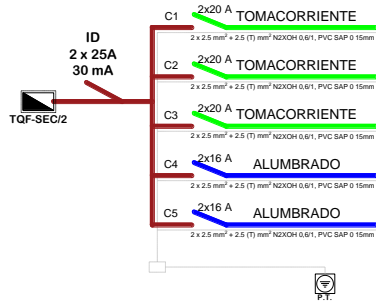 C1 2x20 A TOMACORRIENTE
2 x 2.5 mm² + 2.5 (T) mm² N2XOH 0,6/1, PVC SAP 0 15mm
ID
2 x 25A
30 mA
C2 2x20 A TOMACORRIENTE
2 x 2.5 mm² + 2.5 (T) mm² N2XOH 0,6/1, PVC SAP 0 15mm
TQF-SEC/2
C3 2x20 A TOMACORRIENTE
2 x 2.5 mm² + 2.5 (T) mm² N2XOH 0,6/1, PVC SAP 0 15mm
C4 2x16 A ALUMBRADO
2 x 2.5 mm² + 2.5 (T) mm² N2XOH 0,6/1, PVC SAP 0 15mm
C5 2x16 A ALUMBRADO
2 x 2.5 mm² + 2.5 (T) mm² N2XOH 0,6/1, PVC SAP 0 15mm
P.T.